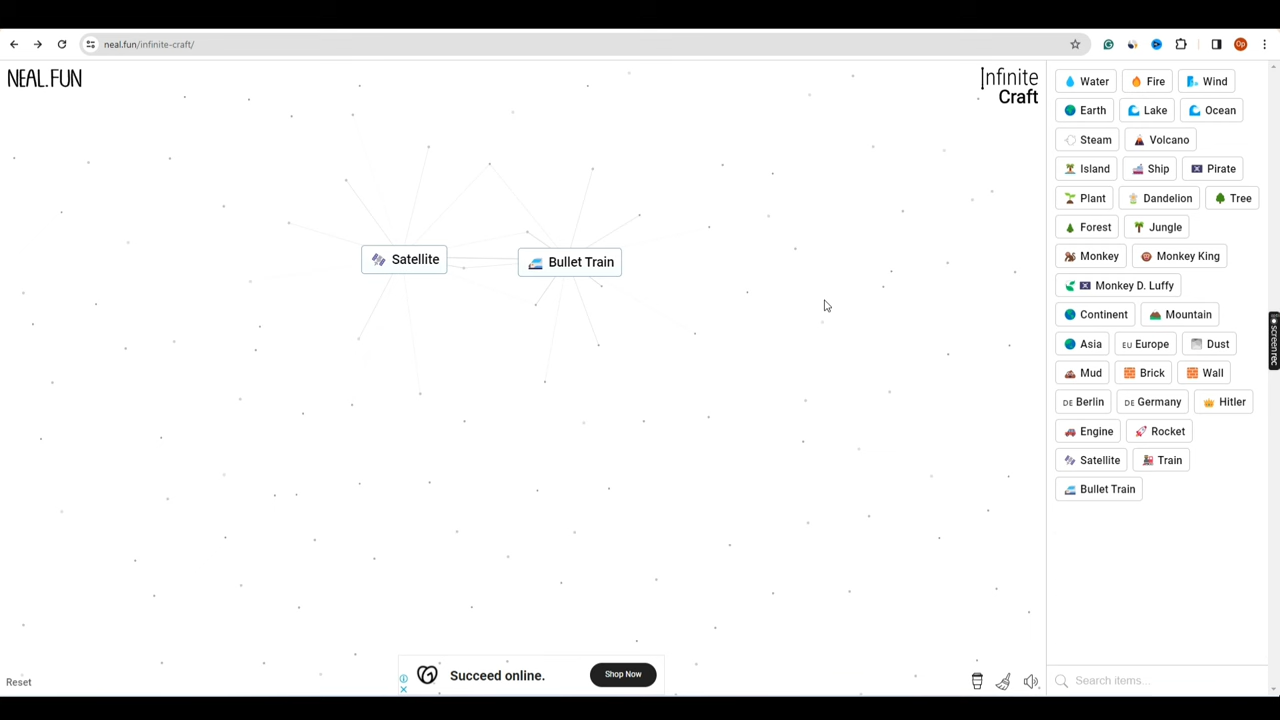 neal.fun/infinite-craft/
Op
NEAL.FUN
Infinite
Craft
Satellite
Bullet Train
Water
Fire
Wind
Earth
Lake
Ocean
Steam
Volcano
Island
Ship
Pirate
Plant
Dandelion
Tree
Forest
Jungle
Monkey
Monkey King
Monkey D. Luffy
Continent
Mountain
Asia
EU Europe
Dust
Mud
Brick
Wall
DE Berlin
DE Germany
Hitler
Engine
Rocket
Satellite
Train
Bullet Train
screenrec
Succeed online.
Shop Now
Reset
Search items...